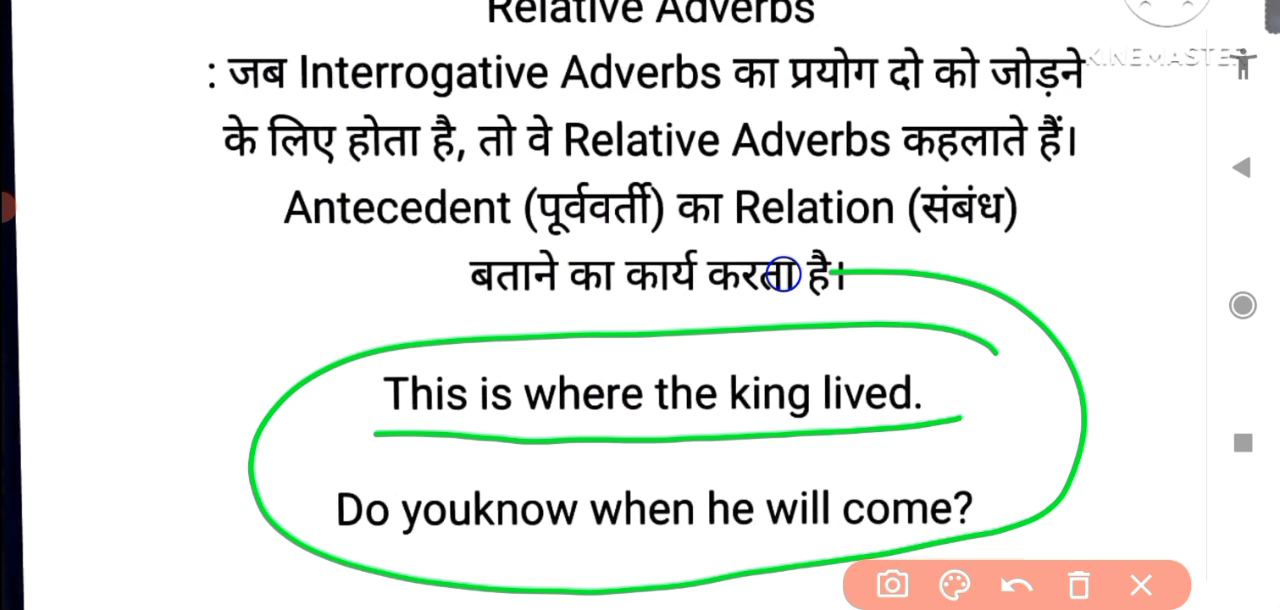 Relative Adverbs
KINEMASTER
: जब Interrogative Adverbs का प्रयोग दो को जोड़ने
के लिए होता है, तो वे Relative Adverbs कहलाते हैं।
Antecedent (पूर्ववर्ती) का Relation (संबंध)
बताने का कार्य करता है।
This is where the king lived.
Do youknow when he will come?